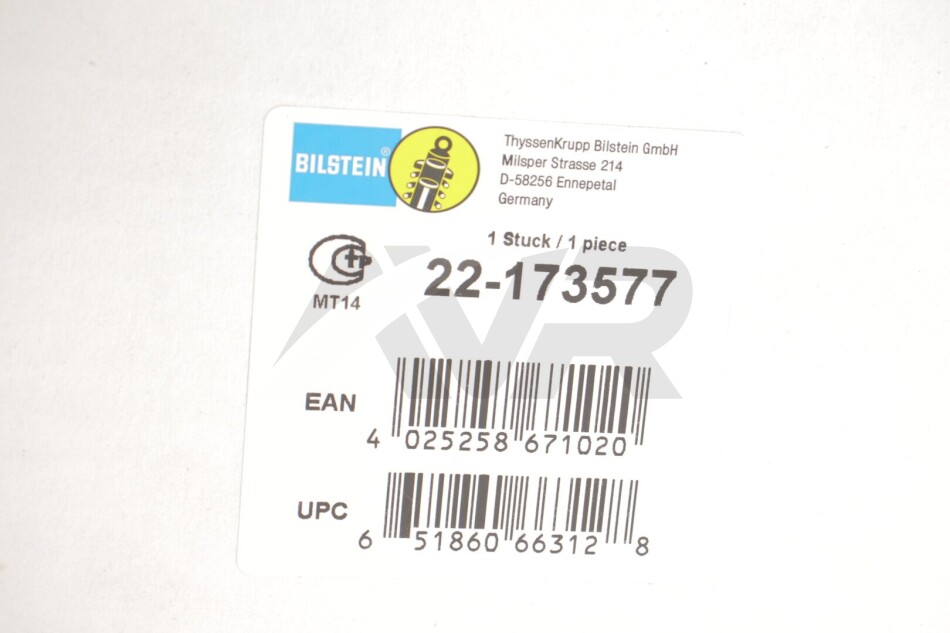 BILSTEIN®
ThyssenKrupp Bilstein GmbH
Milsper Strasse 214
D-58256 Ennepetal
Germany
1 Stuck / 1 piece
22-173577
MT14
VR
EAN
4 025258 671020
UPC
6 51860 66312 8